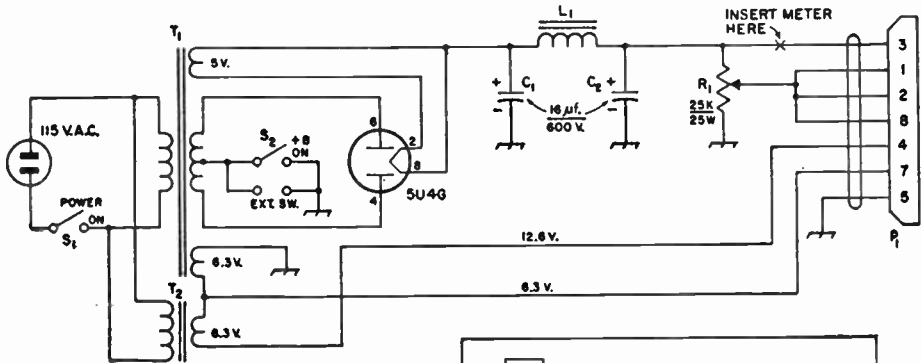 T1
L1
INSERT METER
HERE
5V.
+
C1
-
C2 +
-
16 µf.
600 V.
R1
25K
25W
3
1
2
8
4
7
5
P1
115 V.A.C.
POWER
ON
S1
S2
+B
ON
EXT. SW.
6
2
8
4
5U4G
6.3 V.
12.6 V.
6.3 V.
T2
6.3 V.